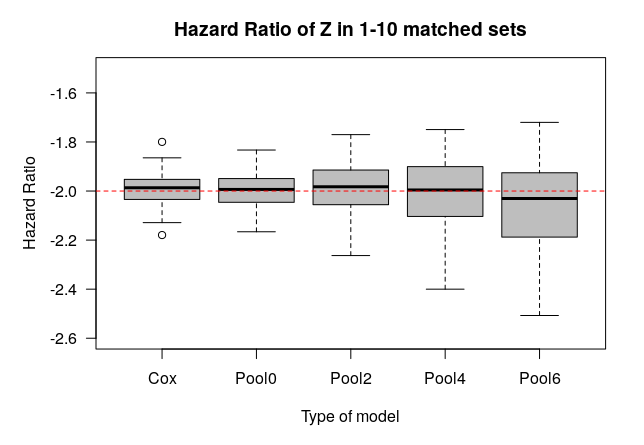 Hazard Ratio of Z in 1-10 matched sets
Hazard Ratio
-1.6
-1.8
-2.0
-2.2
-2.4
-2.6
Cox Pool0 Pool2 Pool4 Pool6
Type of model